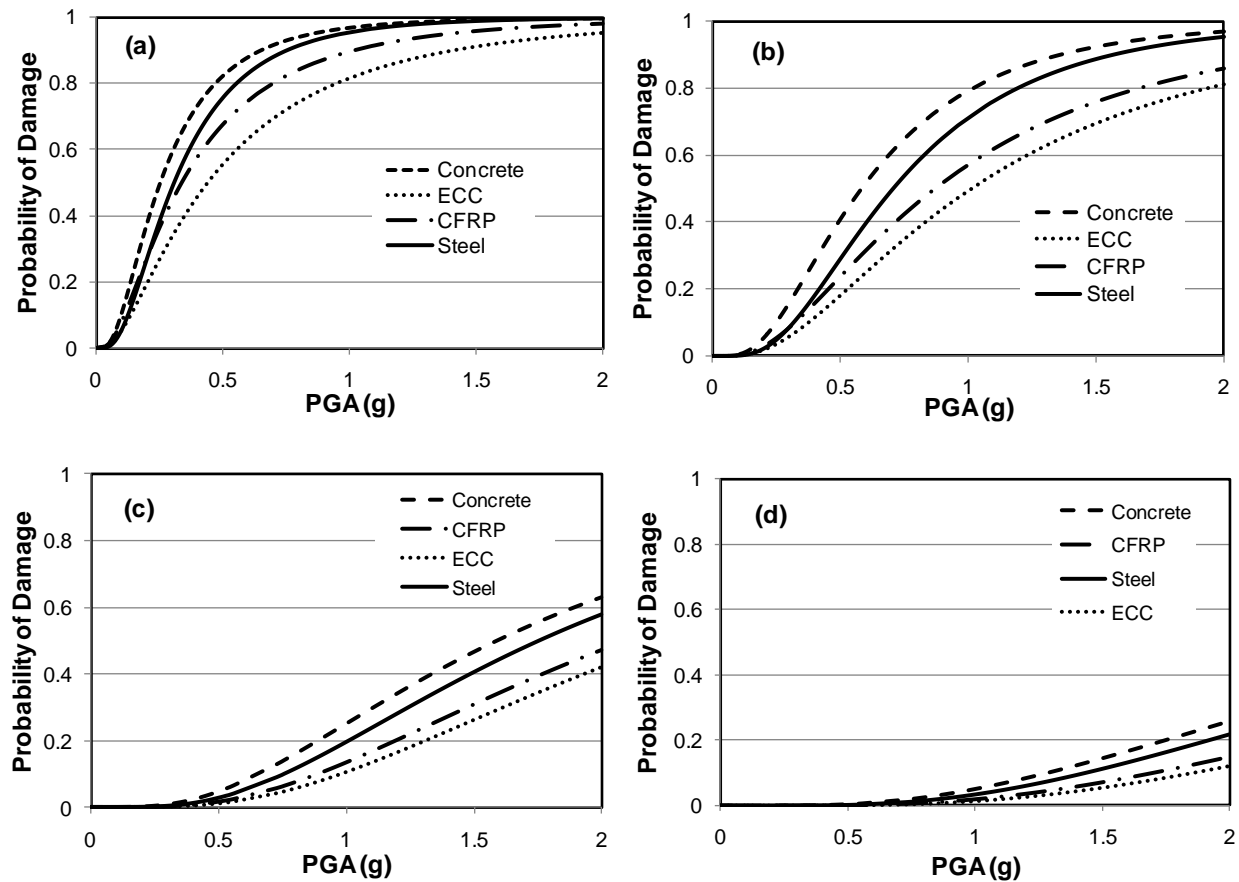 (a)
Probability of Damage
1
0.8
0.6
0.4
0.2
0
Concrete
ECC
CFRP
Steel
0 0.5 1 1.5 2
PGA (g)
(b)
Probability of Damage
1
0.8
0.6
0.4
0.2
0
Concrete
ECC
CFRP
Steel
0 0.5 1 1.5 2
PGA (g)
(c)
Probability of Damage
1
0.8
0.6
0.4
0.2
0
Concrete
CFRP
ECC
Steel
0 0.5 1 1.5 2
PGA (g)
(d)
Probability of Damage
1
0.8
0.6
0.4
0.2
0
Concrete
CFRP
Steel
ECC
0 0.5 1 1.5 2
PGA (g)